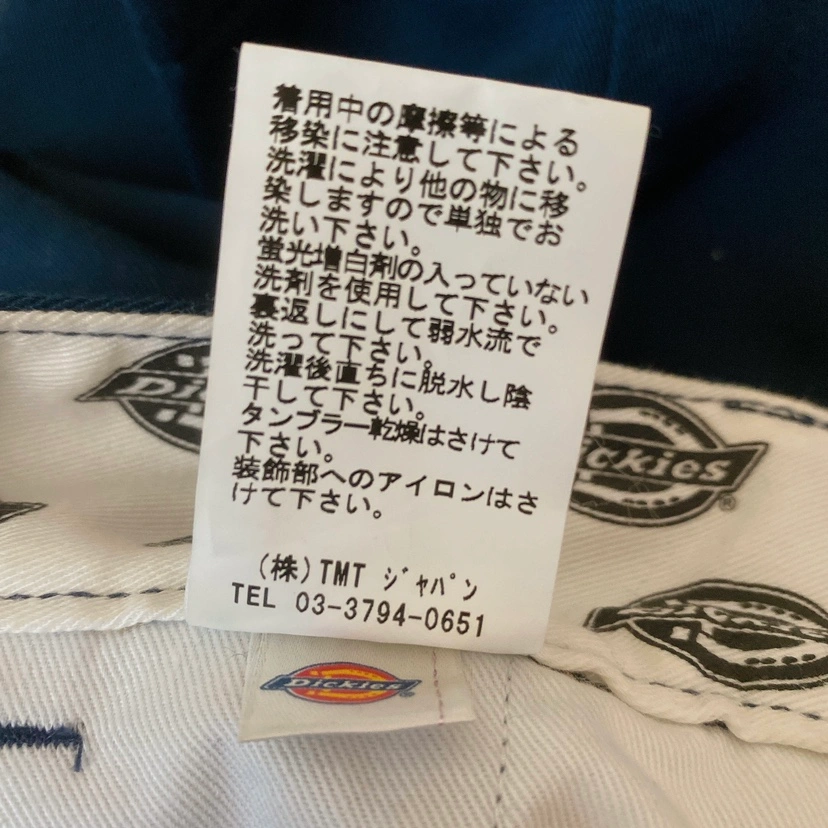 着用中の摩擦等による
移染に注意して下さい。
洗濯により他の物に移
染しますので単独でお
洗い下さい。
蛍光増白剤の入っていない
洗剤を使用して下さい。
裏返しにして弱水流で
洗って下さい。
洗濯後直ちに脱水し陰
干して下さい。
タンブラー乾燥はさけて
下さい。
装飾部へのアイロンはさ
けて下さい。
(株)TMT ジャパン
TEL 03-3794-0651
Dickies
Dickies®
Dickies®